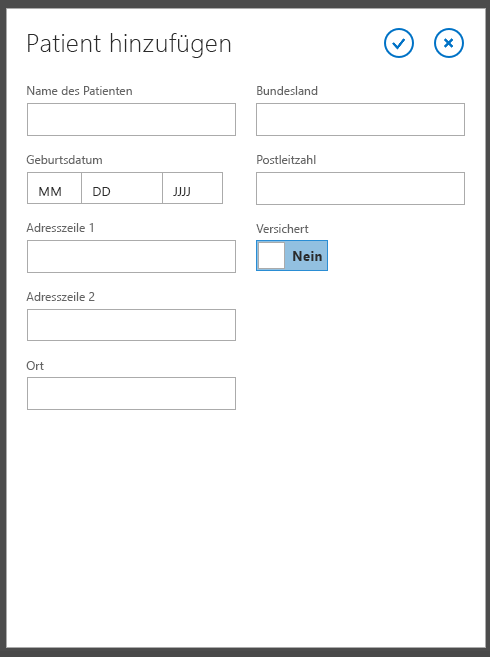 Patient hinzufügen
Name des Patienten
Geburtsdatum
MM DD JJJJ
Adresszeile 1
Adresszeile 2
Ort
Bundesland
Postleitzahl
Versichert
Nein